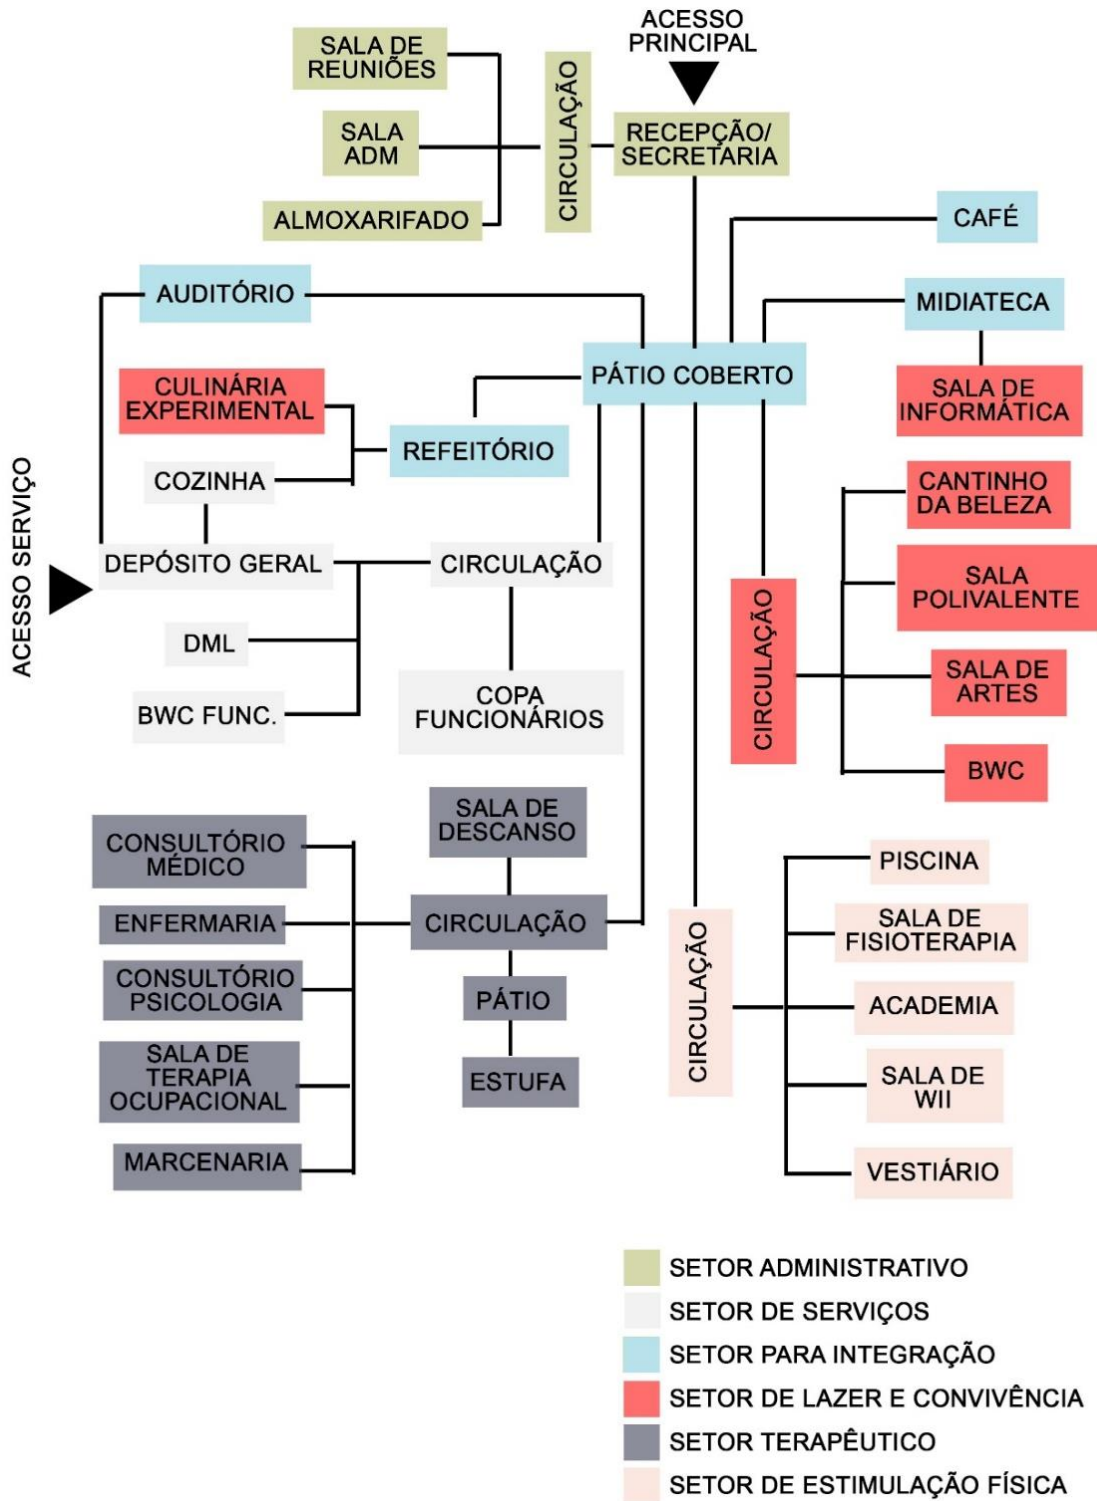 ACESSO
PRINCIPAL
SALA DE
REUNIÕES
SALA
ADM
ALMOXARIFADO
CIRCULAÇÃO
RECEPÇÃO/
SECRETARIA
CAFÉ
AUDITÓRIO
MIDIATECA
PÁTIO COBERTO
SALA DE
INFORMÁTICA
CULINÁRIA
EXPERIMENTAL
REFEITÓRIO
COZINHA
ACESSO SERVIÇO
DEPÓSITO GERAL
CIRCULAÇÃO
DML
BWC FUNC.
COPA
FUNCIONÁRIOS
CIRCULAÇÃO
CANTINHO
DA BELEZA
SALA
POLIVALENTE
SALA DE
ARTES
BWC
CONSULTÓRIO
MÉDICO
ENFERMARIA
CONSULTÓRIO
PSICOLOGIA
SALA DE
TERAPIA
OCUPACIONAL
MARCENARIA
SALA DE
DESCANSO
CIRCULAÇÃO
PÁTIO
ESTUFA
CIRCULAÇÃO
PISCINA
SALA DE
FISIOTERAPIA
ACADEMIA
SALA DE
WII
VESTIÁRIO
SETOR ADMINISTRATIVO
SETOR DE SERVIÇOS
SETOR PARA INTEGRAÇÃO
SETOR DE LAZER E CONVIVÊNCIA
SETOR TERAPÊUTICO
SETOR DE ESTIMULAÇÃO FÍSICA